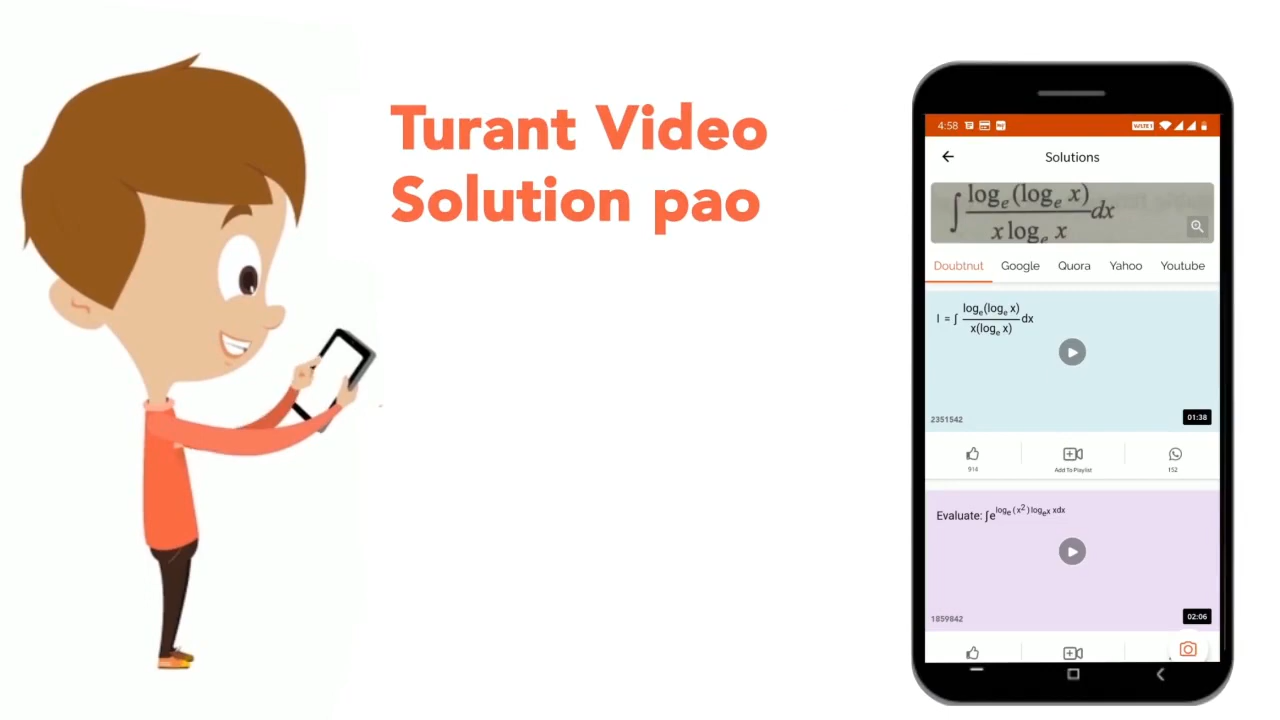 Turant Video
Solution pao
4:58
VoLTE1
Solutions
∫ logₑ(logₑ x) / x logₑ x dx
Doubtnut Google Quora Yahoo Youtube
I = ∫ logₑ(logₑ x) / x(logₑ x) dx
2351542 01:38
914 Add To Playlist 152
Evaluate: ∫e^logₑ(x²)logₑx xdx
1859842 02:06